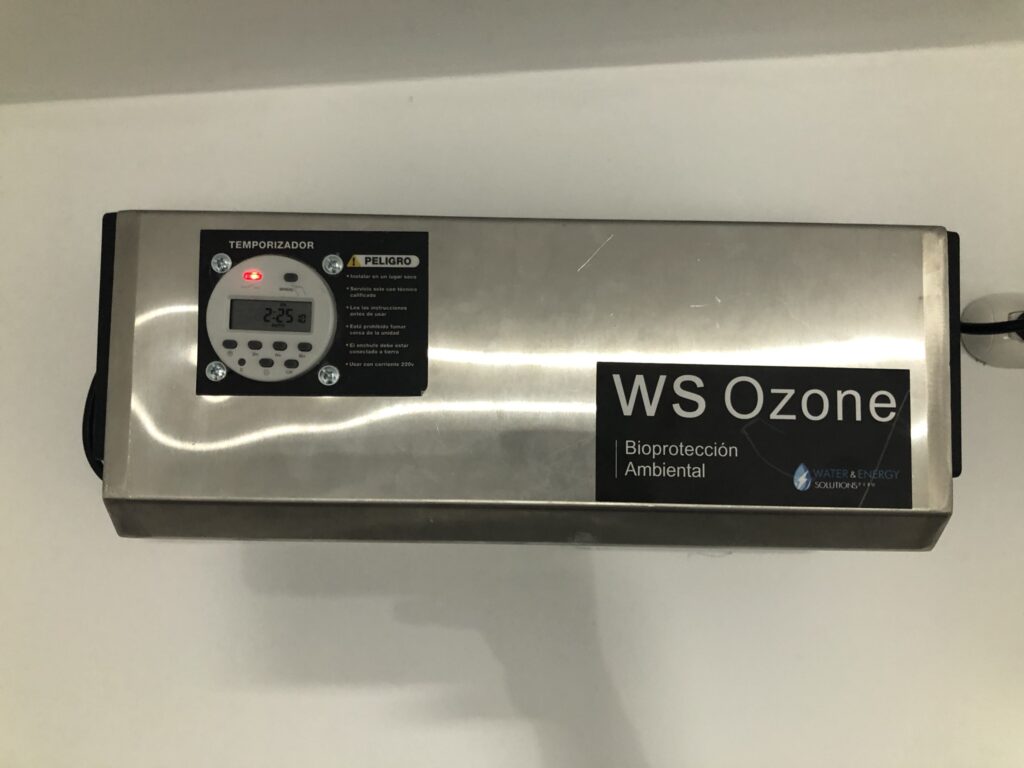 TEMPORIZADOR
PELIGRO
• Instalar en un lugar seco
• Servicio solo con técnico
calificado
• Lea las instrucciones
antes de usar
• Está prohibido fumar
cerca de la unidad
• El enchufe debe estar
conectado a tierra
• Usar con corriente 220v
2:25 10
WS Ozone
Bioprotección
Ambiental
WATER & ENERGY
SOLUTIONS